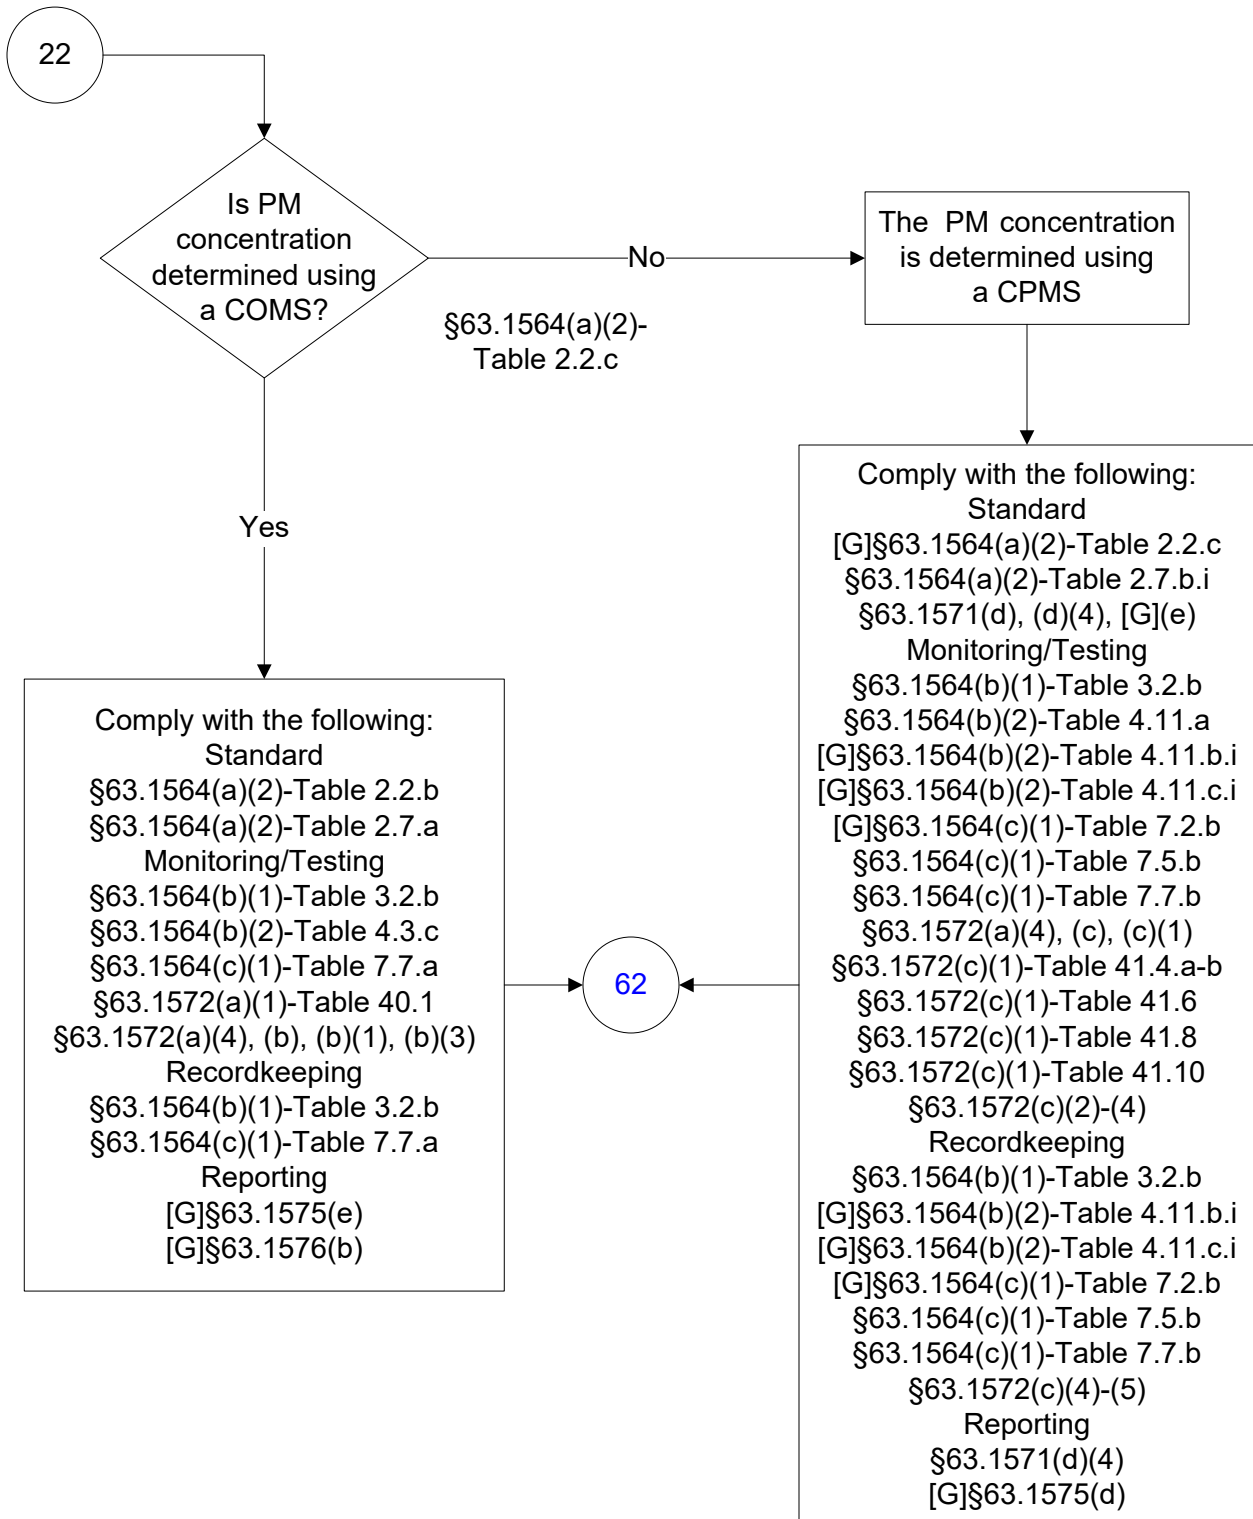 22
Is PM
concentration
determined using
a COMS?
No
§63.1564(a)(2)-
Table 2.2.c
The PM concentration
is determined using
a CPMS
Yes
Comply with the following:
Standard
§63.1564(a)(2)-Table 2.2.b
§63.1564(a)(2)-Table 2.7.a
Monitoring/Testing
§63.1564(b)(1)-Table 3.2.b
§63.1564(b)(2)-Table 4.3.c
§63.1564(c)(1)-Table 7.7.a
§63.1572(a)(1)-Table 40.1
§63.1572(a)(4), (b), (b)(1), (b)(3)
Recordkeeping
§63.1564(b)(1)-Table 3.2.b
§63.1564(c)(1)-Table 7.7.a
Reporting
[G]§63.1575(e)
[G]§63.1576(b)
62
Comply with the following:
Standard
[G]§63.1564(a)(2)-Table 2.2.c
§63.1564(a)(2)-Table 2.7.b.i
§63.1571(d), (d)(4), [G](e)
Monitoring/Testing
§63.1564(b)(1)-Table 3.2.b
§63.1564(b)(2)-Table 4.11.a
[G]§63.1564(b)(2)-Table 4.11.b.i
[G]§63.1564(b)(2)-Table 4.11.c.i
[G]§63.1564(c)(1)-Table 7.2.b
§63.1564(c)(1)-Table 7.5.b
§63.1564(c)(1)-Table 7.7.b
§63.1572(a)(4), (c), (c)(1)
§63.1572(c)(1)-Table 41.4.a-b
§63.1572(c)(1)-Table 41.6
§63.1572(c)(1)-Table 41.8
§63.1572(c)(1)-Table 41.10
§63.1572(c)(2)-(4)
Recordkeeping
§63.1564(b)(1)-Table 3.2.b
[G]§63.1564(b)(2)-Table 4.11.b.i
[G]§63.1564(b)(2)-Table 4.11.c.i
[G]§63.1564(c)(1)-Table 7.2.b
§63.1564(c)(1)-Table 7.5.b
§63.1564(c)(1)-Table 7.7.b
§63.1572(c)(4)-(5)
Reporting
§63.1571(d)(4)
[G]§63.1575(d)